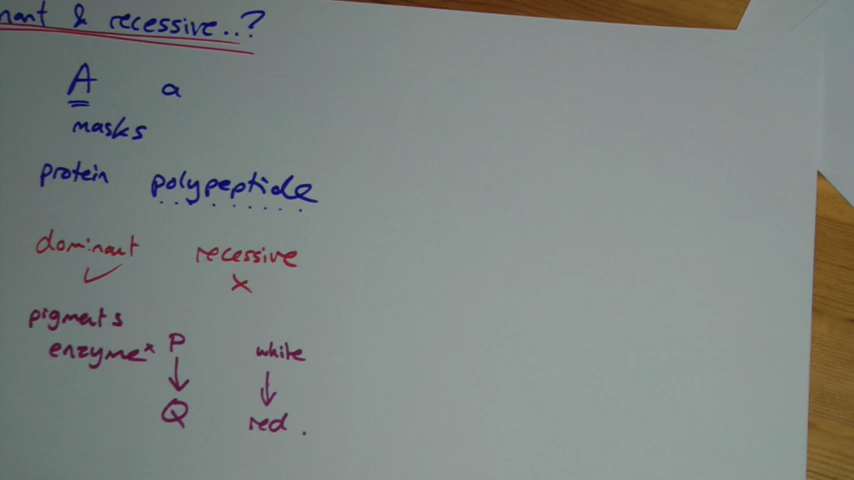 nant & recessive..?
A a
masks
protein polypeptide
dominant recessive
✓ ×
pigments
enzyme× P white
↓ ↓
Q red.